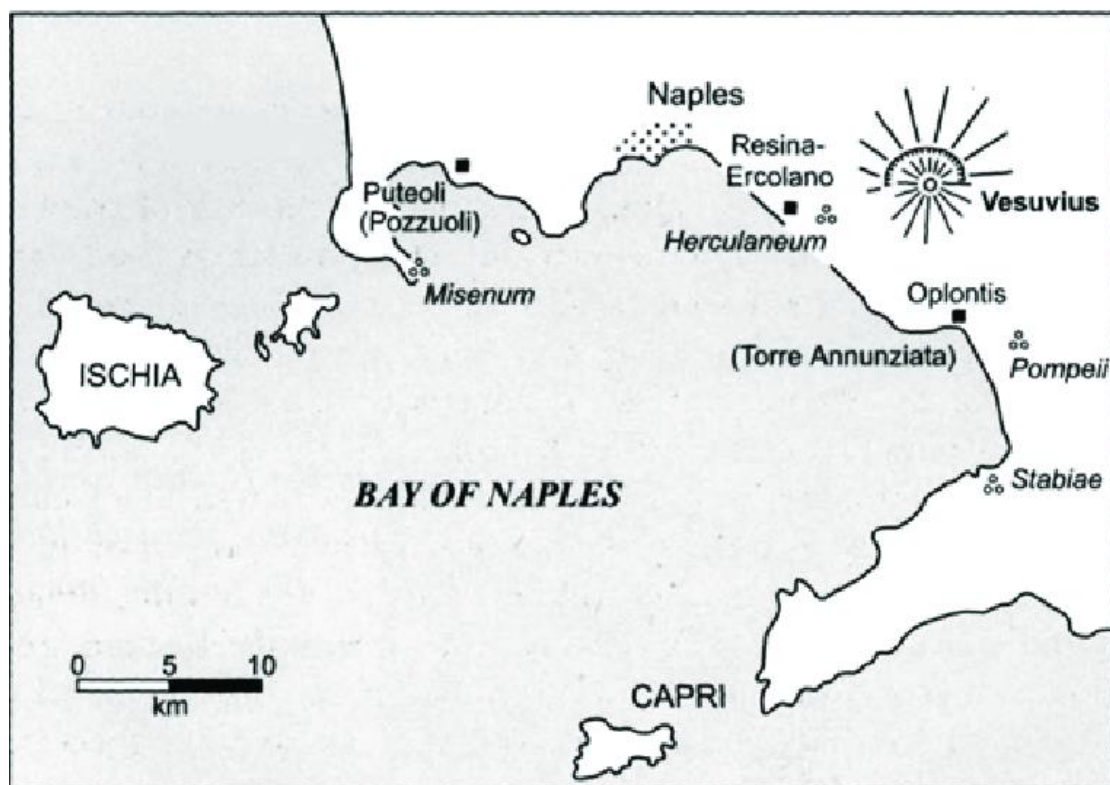 Naples
Resina-
Ercolano
Vesuvius
Puteoli
(Pozzuoli)
Herculaneum
Misenum
Oplontis
(Torre Annunziata)
Pompeii
ISCHIA
BAY OF NAPLES
Stabiae
0 5 10
km
CAPRI